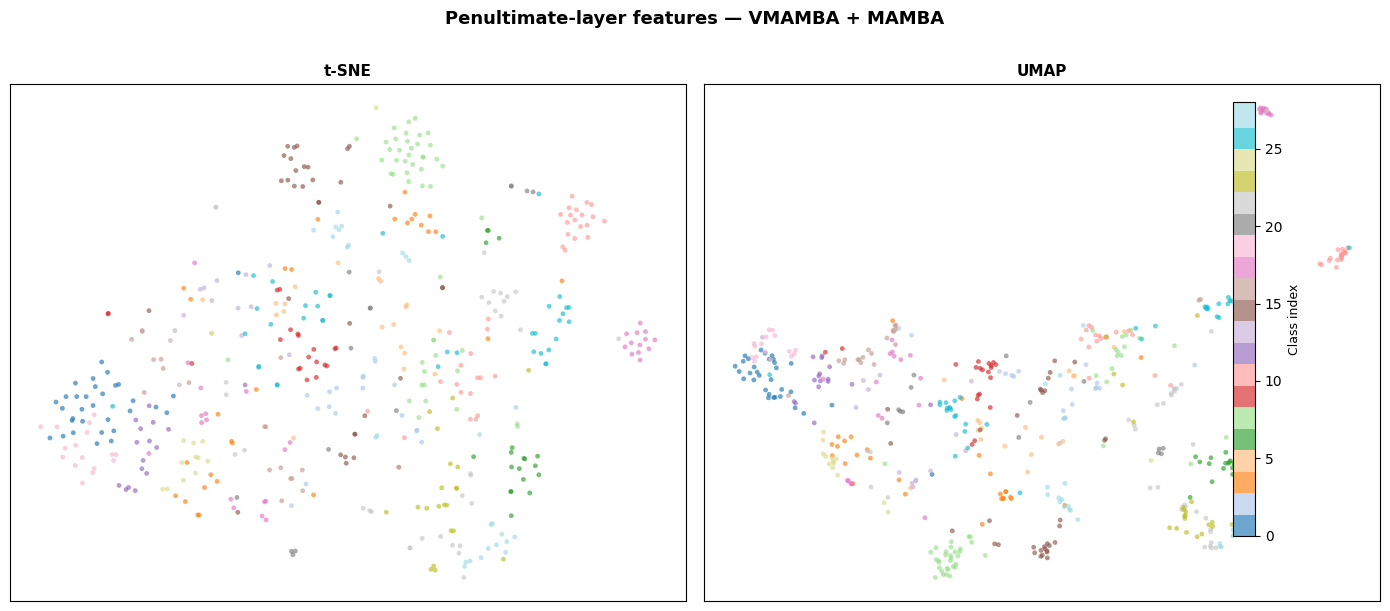 Penultimate-layer features — VMAMBA + MAMBA
t-SNE
UMAP
25
20
15
10
5
0
Class index